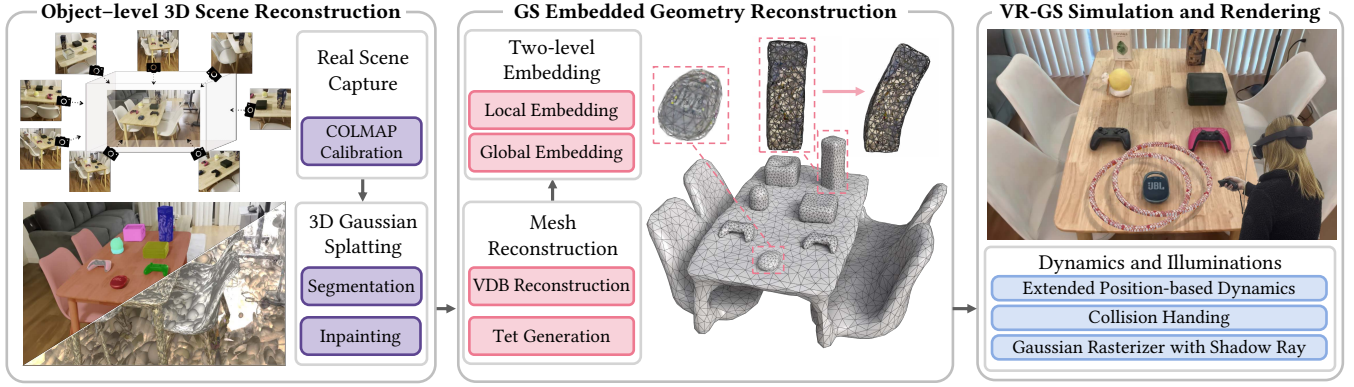 Object–level 3D Scene Reconstruction
Real Scene
Capture
COLMAP
Calibration
3D Gaussian
Splatting
Segmentation
Inpainting
GS Embedded Geometry Reconstruction
Two-level
Embedding
Local Embedding
Global Embedding
Mesh
Reconstruction
VDB Reconstruction
Tet Generation
VR-GS Simulation and Rendering
JBL
Dynamics and Illuminations
Extended Position-based Dynamics
Collision Handing
Gaussian Rasterizer with Shadow Ray